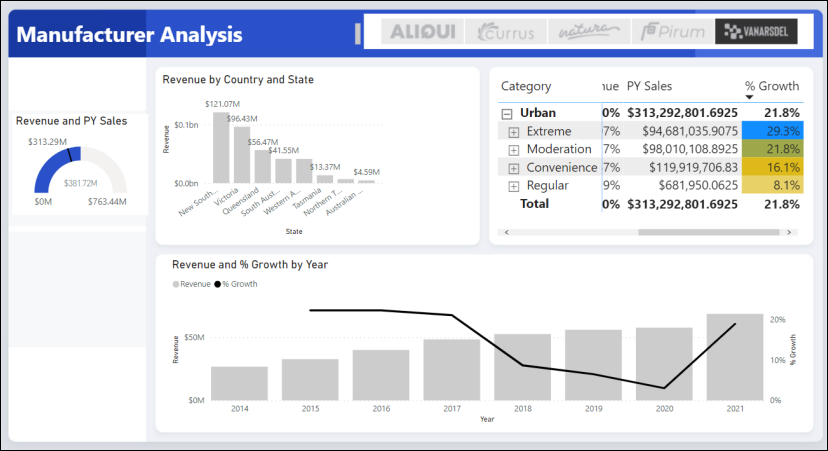 Manufacturer Analysis
ALIQUI
Currus
natura
Pirum
VANARSDEL
Revenue and PY Sales
$313.29M
$381.72M
$0M
$763.44M
Revenue by Country and State
$121.07M
$96.43M
$56.47M
$41.55M
$13.37M
$4.59M
$0.1bn
$0.0bn
Revenue
New South...
Victoria
Queensland
South Aust...
Western A...
Tasmania
Northern T...
Australian ...
State
Category nue PY Sales % Growth
Urban 0% $313,292,801.6925 21.8%
Extreme 7% $94,681,035.9075 29.3%
Moderation 7% $98,010,108.8925 21.8%
Convenience 7% $119,919,706.83 16.1%
Regular 9% $681,950.0625 8.1%
Total 0% $313,292,801.6925 21.8%
Revenue and % Growth by Year
Revenue % Growth
$50M
$0M
Revenue
20%
10%
0%
% Growth
2014 2015 2016 2017 2018 2019 2020 2021
Year